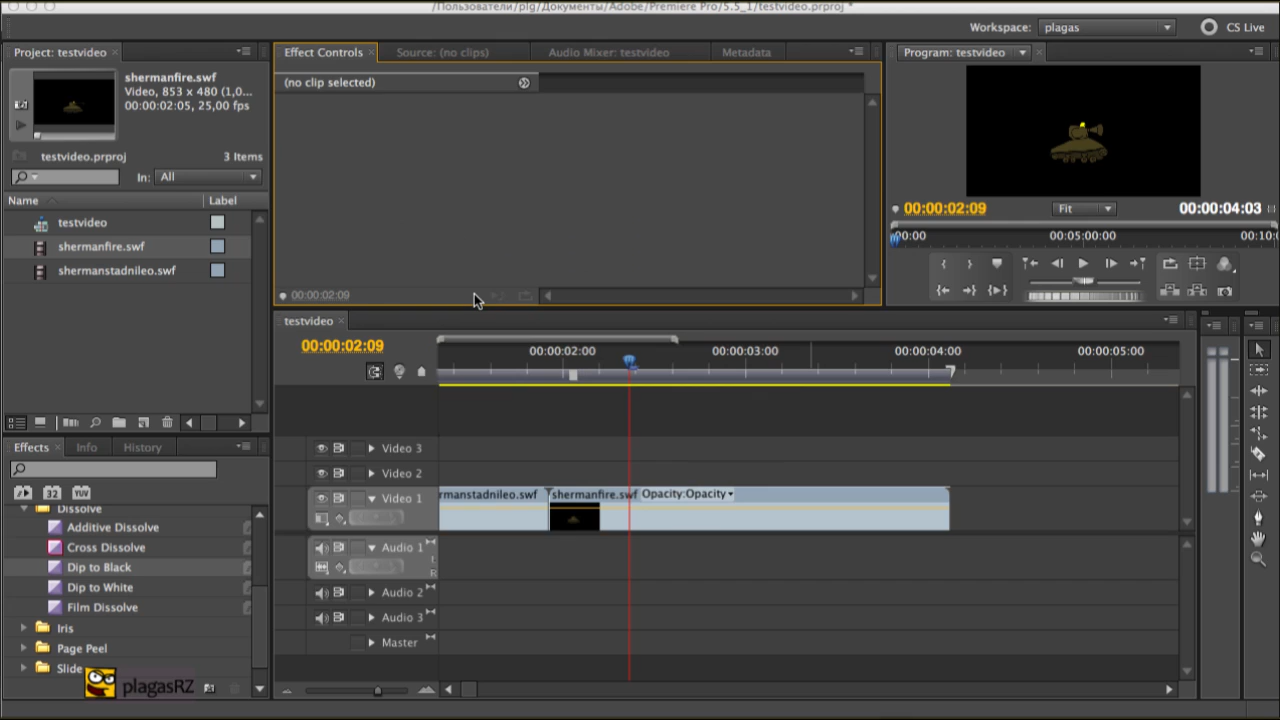 /Пользователи/plg/Документы/Adobe/Premiere Pro/5.5_1/testvideo.prproj *
Workspace: plagas
CS Live
Project: testvideo
shermanfire.swf
Video, 853 x 480 (1,0...
00:00:02:05, 25,00 fps
testvideo.prproj
3 Items
In: All
Name
Label
testvideo
shermanfire.swf
shermanstadnileo.swf
Effect Controls
Source: (no clips)
Audio Mixer: testvideo
Metadata
(no clip selected)
00:00:02:09
Program: testvideo
00:00:02:09
Fit
00:00:04:03
00:00
00:05:00:00
00:10:
Effects
Info
History
32
YUV
Dissolve
Additive Dissolve
Cross Dissolve
Dip to Black
Dip to White
Film Dissolve
Iris
Page Peel
Slide
plagasRZ
testvideo
00:00:02:09
00:00:02:00
00:00:03:00
00:00:04:00
00:00:05:00
Video 3
Video 2
Video 1
rmanstadnileo.swf
shermanfire.swf Opacity:Opacity
Audio 1
L
R
Audio 2
Audio 3
Master